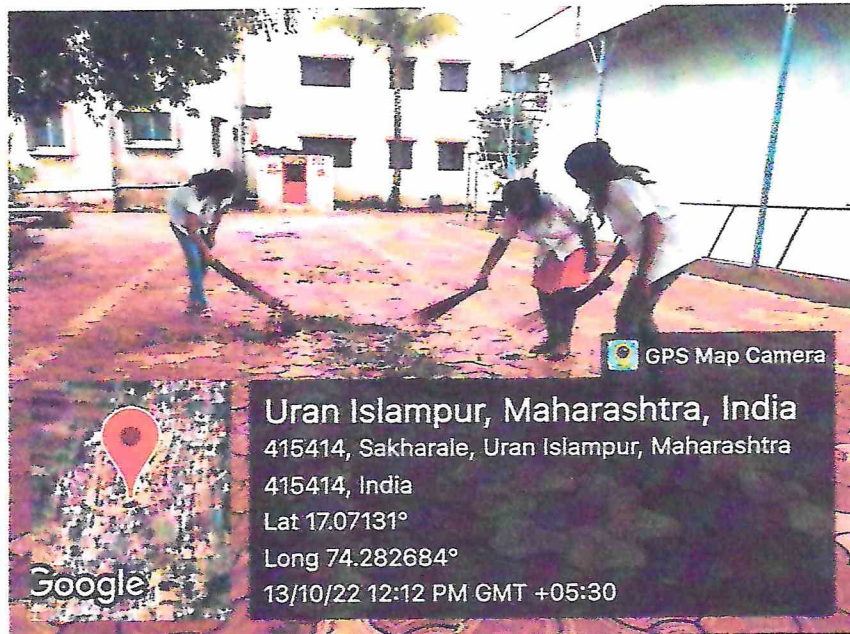 GPS Map Camera
Uran Islampur, Maharashtra, India
415414, Sakharale, Uran Islampur, Maharashtra
415414, India
Lat 17.07131°
Long 74.282684°
13/10/22 12:12 PM GMT +05:30
Google